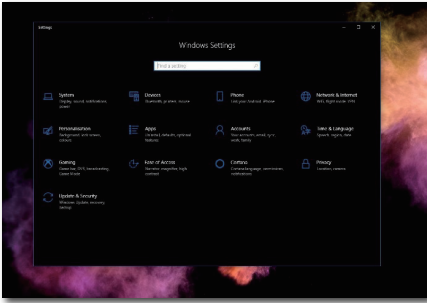 Settings
Windows Settings
Find a setting
System
Display, sound, notifications,
power
Devices
Bluetooth, printers, mouse
Phone
Link your Android, iPhone
Network & Internet
Wi-Fi, flight mode, VPN
Personalisation
Background, lock screen,
colours
Apps
Uninstall, defaults, optional
features
Accounts
Your accounts, email, sync,
work, family
Time & Language
Speech, region, date
Gaming
Game bar, DVR, broadcasting,
Game Mode
Ease of Access
Narrator, magnifier, high
contrast
Cortana
Cortana language, permissions,
notifications
Privacy
Location, camera
Update & Security
Windows Update, recovery,
backup